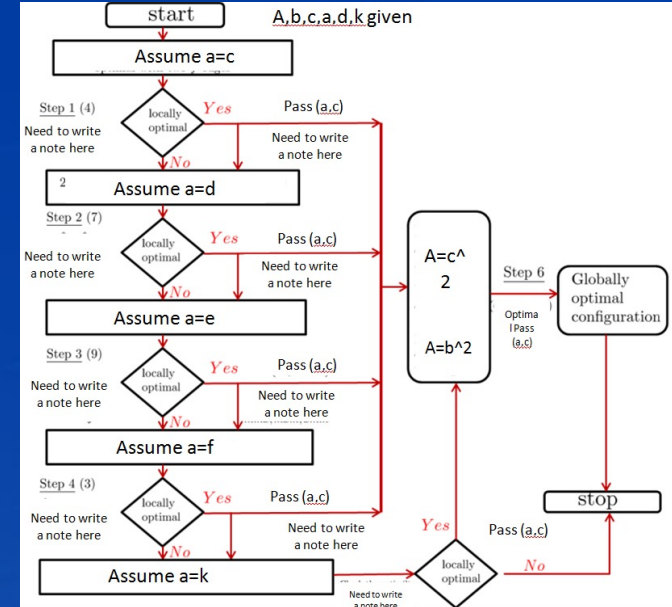 start
A,b,c,a,d,k given
Assume a=c
Step 1 (4)
Need to write
a note here
locally
optimal
Yes
Pass (a,c)
Need to write
a note here
No
2
Assume a=d
Step 2 (7)
Need to write
a note here
locally
optimal
Yes
Pass (a,c)
Need to write
a note here
No
Assume a=e
Step 3 (9)
Need to write
a note here
locally
optimal
Yes
Pass (a,c)
Need to write
a note here
No
Assume a=f
Step 4 (3)
Need to write
a note here
locally
optimal
Yes
Pass (a,c)
Need to write
a note here
No
Assume a=k
Need to write
a note here
A=c^
2
A=b^2
Step 6
Optima
l Pass
(a,c)
Globally
optimal
configuration
stop
Yes
Pass (a,c)
locally
optimal
No